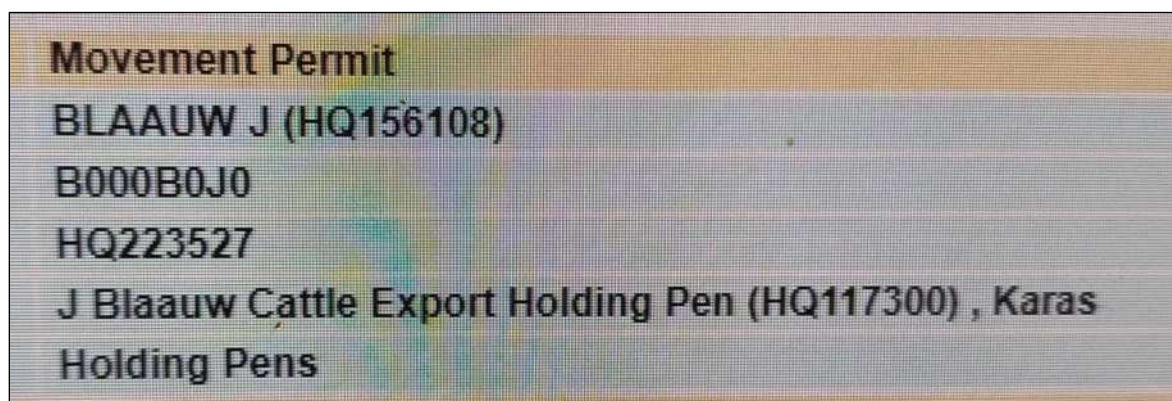 Movement Permit
BLAAUW J (HQ156108)
B000B0J0
HQ223527
J Blaauw Cattle Export Holding Pen (HQ117300) , Karas
Holding Pens